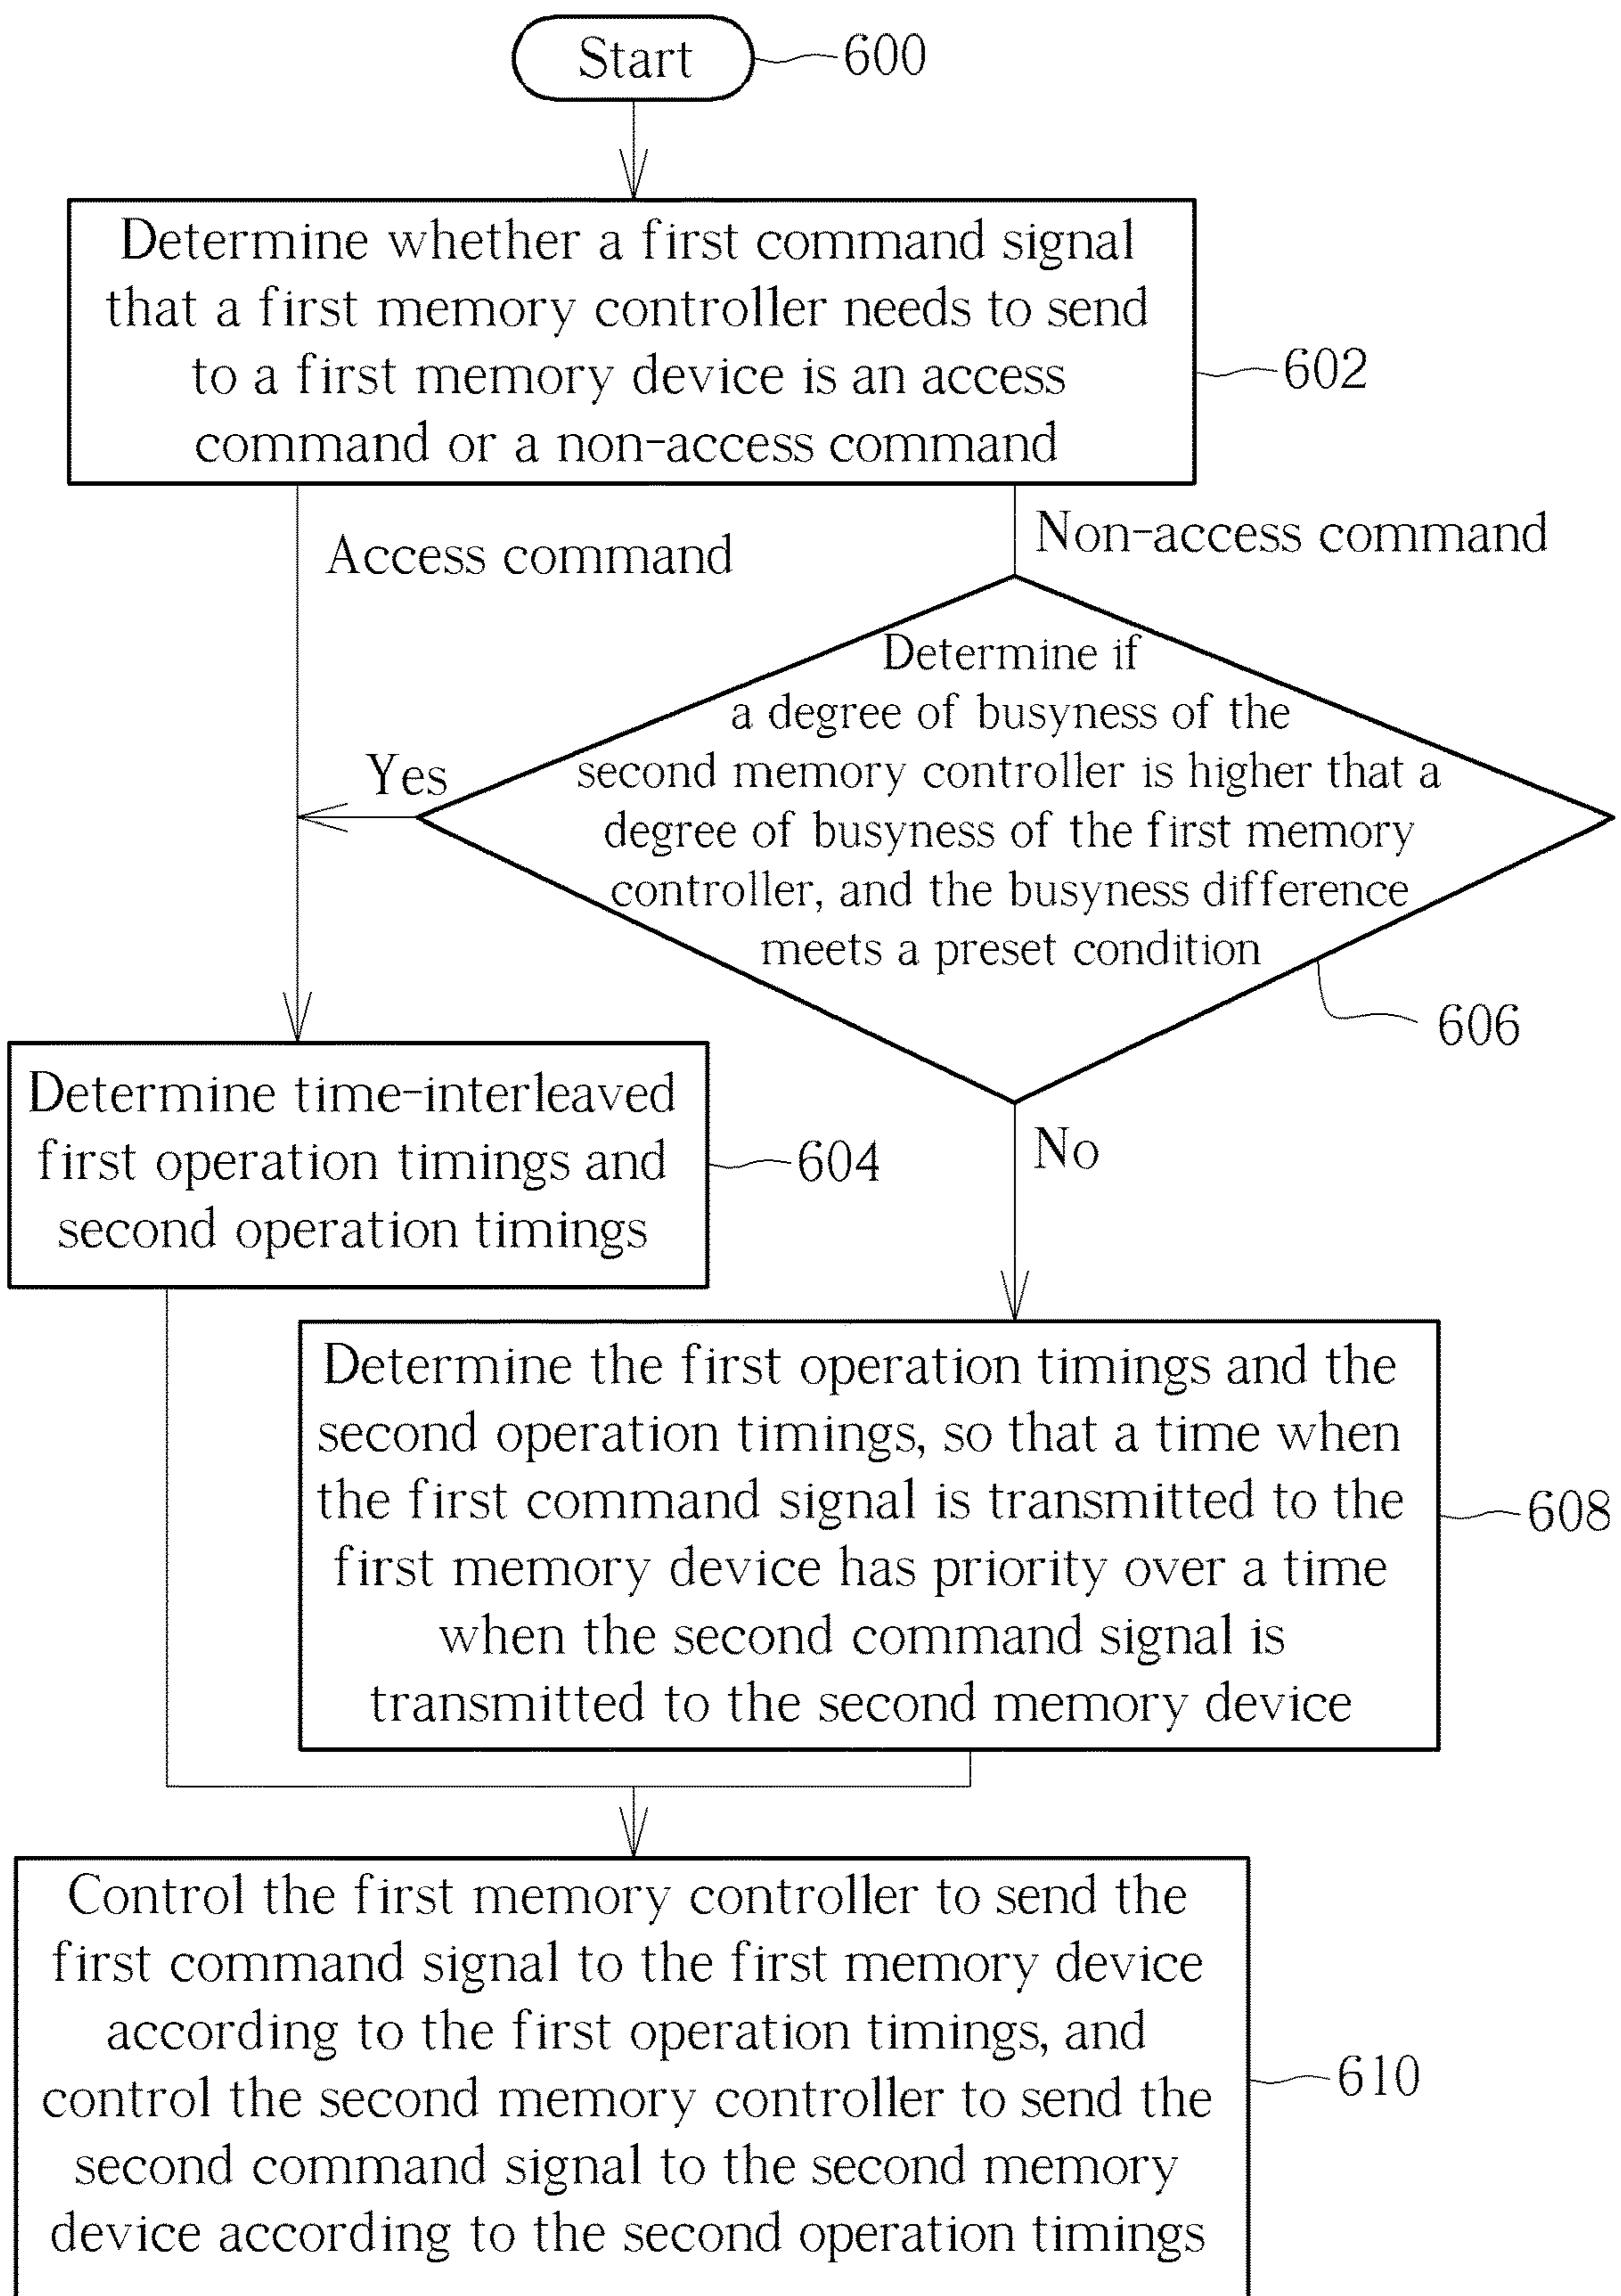 Start
600
Determine whether a first command signal
that a first memory controller needs to send
to a first memory device is an access
command or a non-access command
602
Access command
Non-access command
Determine if
a degree of busyness of the
second memory controller is higher that a
degree of busyness of the first memory
controller, and the busyness difference
meets a preset condition
Yes
606
Determine time-interleaved
first operation timings and
second operation timings
604
No
Determine the first operation timings and the
second operation timings, so that a time when
the first command signal is transmitted to the
first memory device has priority over a time
when the second command signal is
transmitted to the second memory device
608
Control the first memory controller to send the
first command signal to the first memory device
according to the first operation timings, and
control the second memory controller to send the
second command signal to the second memory
device according to the second operation timings
610